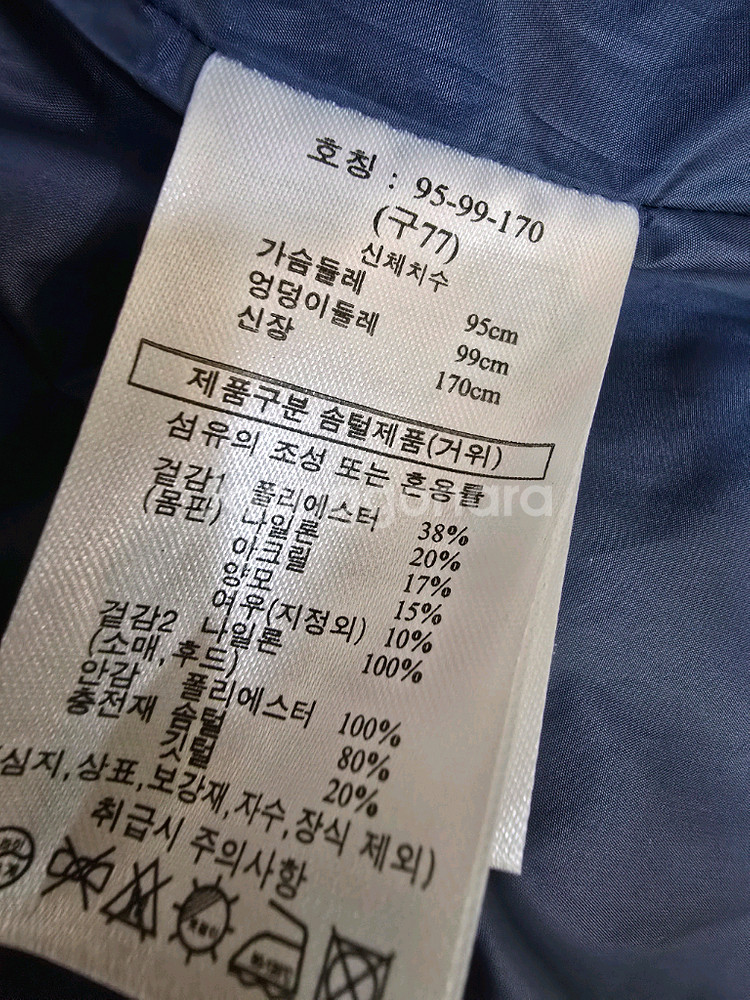 호칭 : 95-99-170
(구77)
신체치수
가슴둘레 95cm
엉덩이둘레 99cm
신장 170cm
제품구분 솜털제품(거위)
섬유의 조성 또는 혼용률
겉감1 폴리에스터 38%
(몸판) 나일론 20%
아크릴 17%
양모 15%
여우(지정외) 10%
겉감2 나일론 100%
(소매,후드)
안감 폴리에스터 100%
충전재 솜털 80%
깃털 20%
심지,상표,보강재,자수,장식 제외)
취급시 주의사항